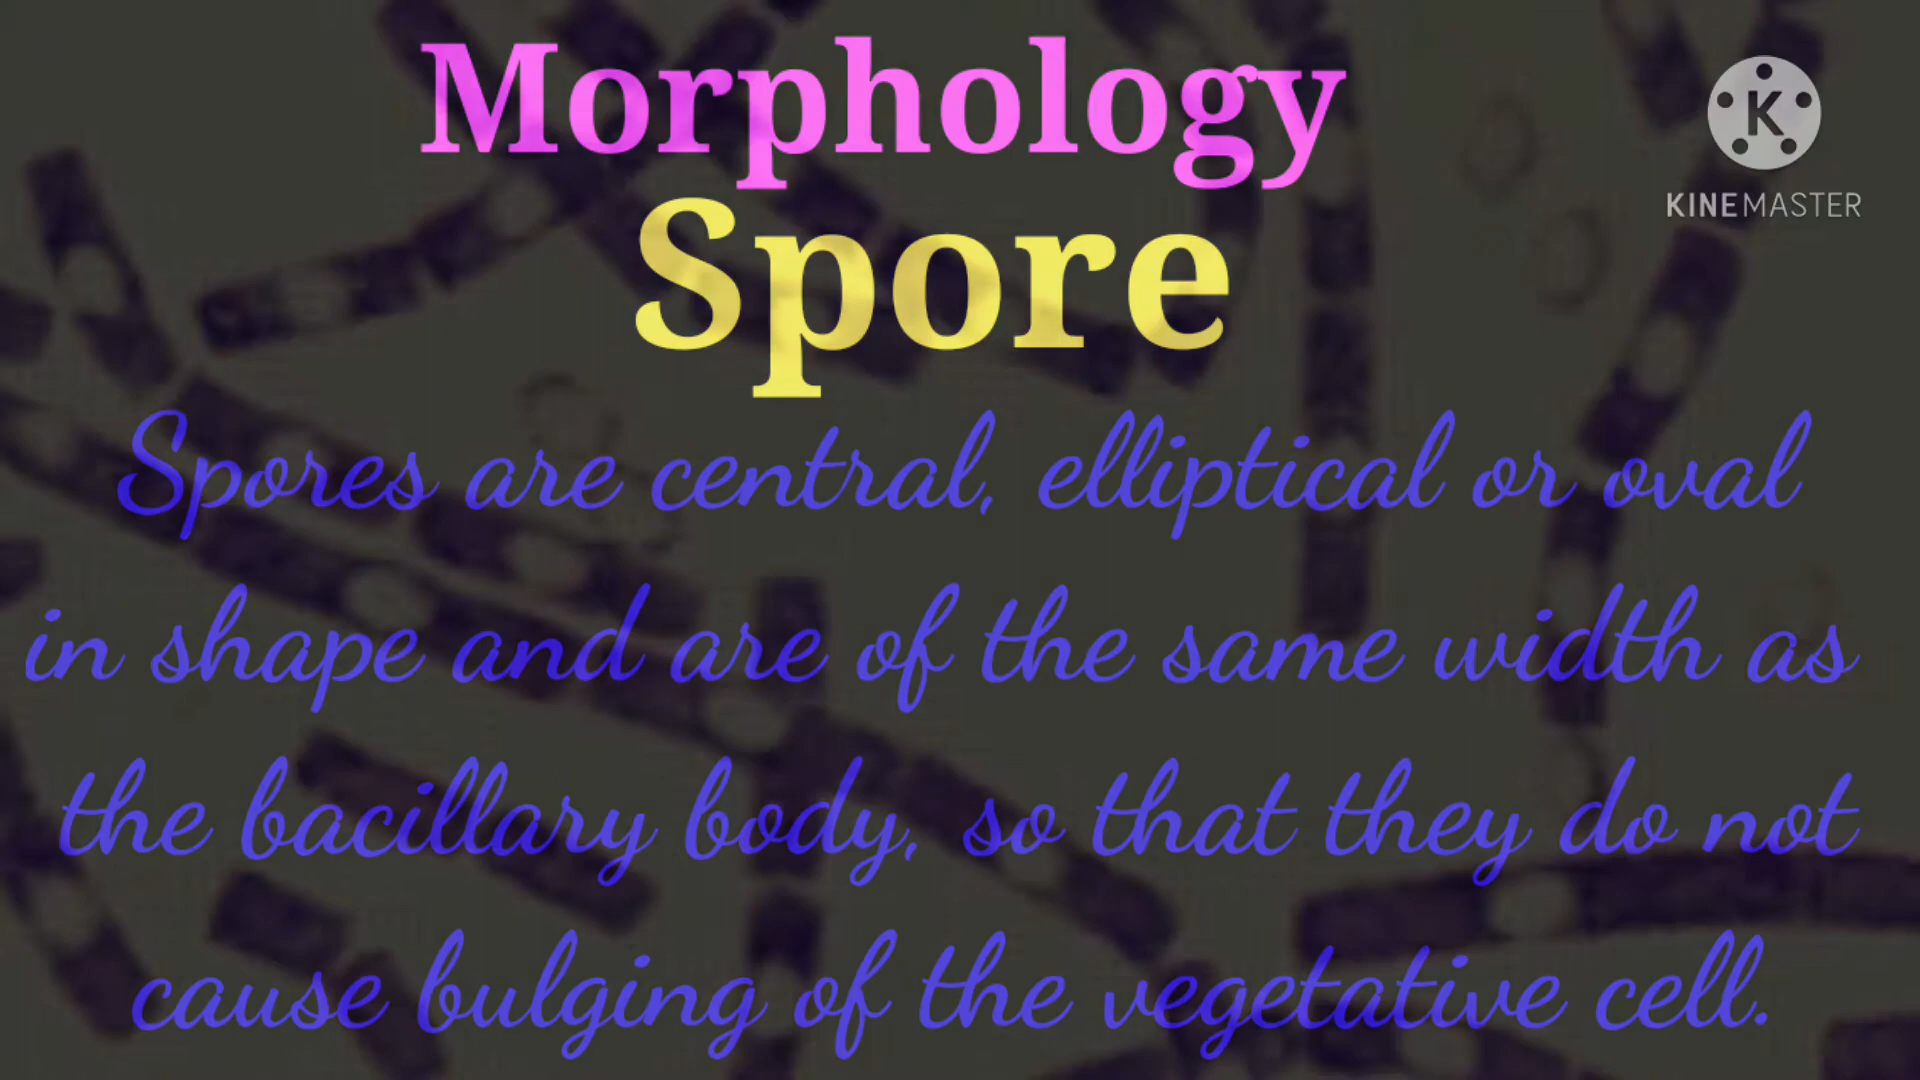 Morphology
K
KINEMASTER
Spore
Spores are central, elliptical or oval
in shape and are of the same width as
the bacillary body, so that they do not
cause bulging of the vegetative cell.